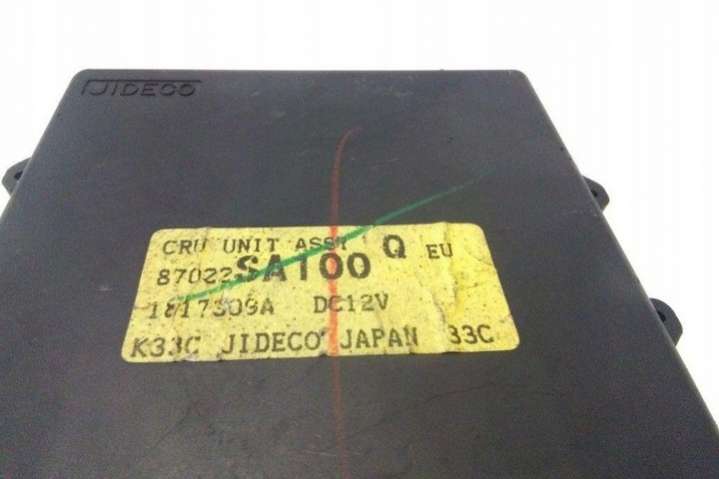 JIDECO
CRU UNIT ASSY Q EU
87022SA100
1817309A DC12V
K33C JIDECO JAPAN 33C